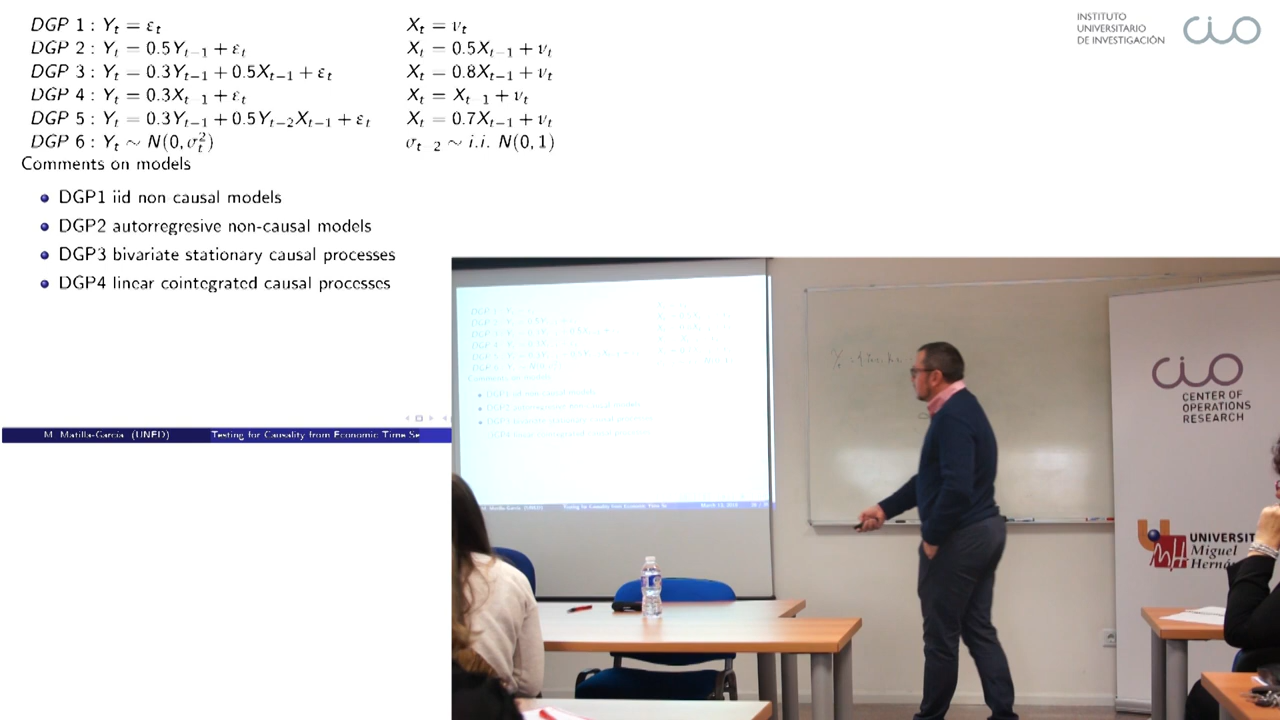 DGP 1 : Y_t = ε_t    X_t = ν_t
DGP 2 : Y_t = 0.5Y_{t−1} + ε_t    X_t = 0.5X_{t−1} + ν_t
DGP 3 : Y_t = 0.3Y_{t−1} + 0.5X_{t−1} + ε_t    X_t = 0.8X_{t−1} + ν_t
DGP 4 : Y_t = 0.3X_{t−1} + ε_t    X_t = X_{t−1} + ν_t
DGP 5 : Y_t = 0.3Y_{t−1} + 0.5Y_{t−2}X_{t−1} + ε_t    X_t = 0.7X_{t−1} + ν_t
DGP 6 : Y_t ∼ N(0, σ_t^2)    σ_{t−2} ∼ i.i. N(0, 1)
Comments on models
DGP1 iid non causal models
DGP2 autorregresive non-causal models
DGP3 bivariate stationary causal processes
DGP4 linear cointegrated causal processes
M. Matilla-García (UNED)    Testing for Causality from Economic Time Se
INSTITUTO
UNIVERSITARIO
DE INVESTIGACIÓN
CIO
CIO
CENTER OF
OPERATIONS
RESEARCH
UNIVERSIT
Miguel
Herná